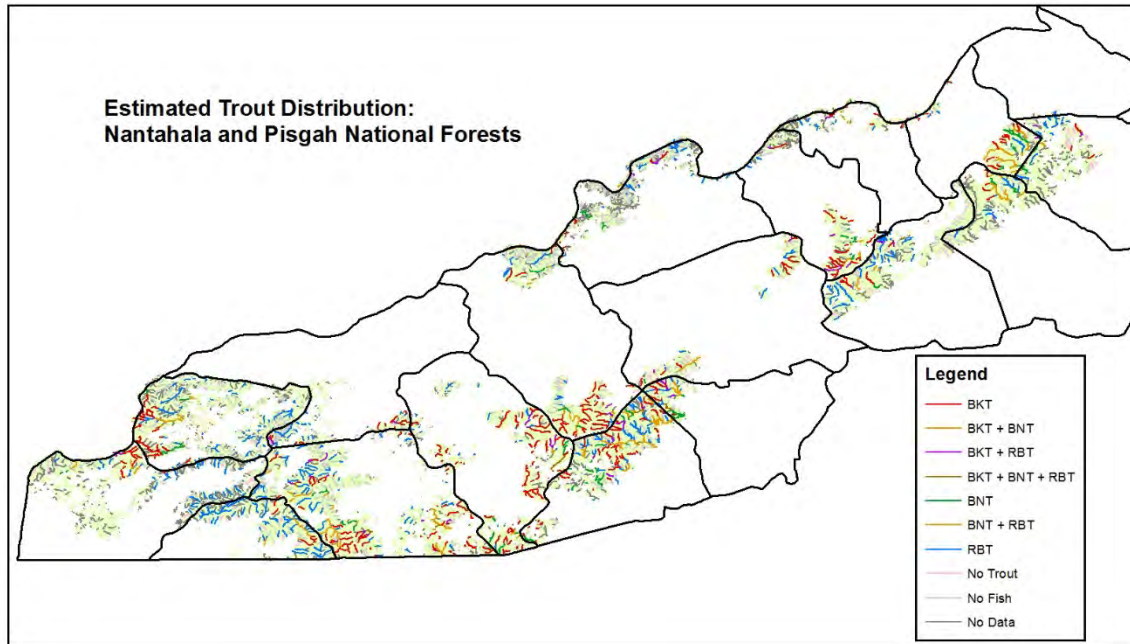 Estimated Trout Distribution:
Nantahala and Pisgah National Forests
Legend
BKT
BKT + BNT
BKT + RBT
BKT + BNT + RBT
BNT
BNT + RBT
RBT
No Trout
No Fish
No Data